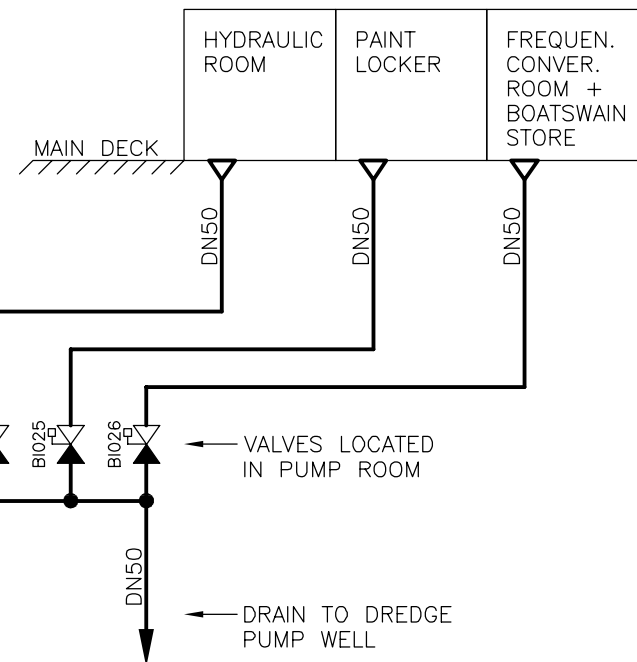 HYDRAULIC
ROOM
PAINT
LOCKER
FREQUEN.
CONVER.
ROOM +
BOATSWAIN
STORE
MAIN DECK
DN50
DN50
DN50
BI025
BI026
VALVES LOCATED
IN PUMP ROOM
DN50
DRAIN TO DREDGE
PUMP WELL